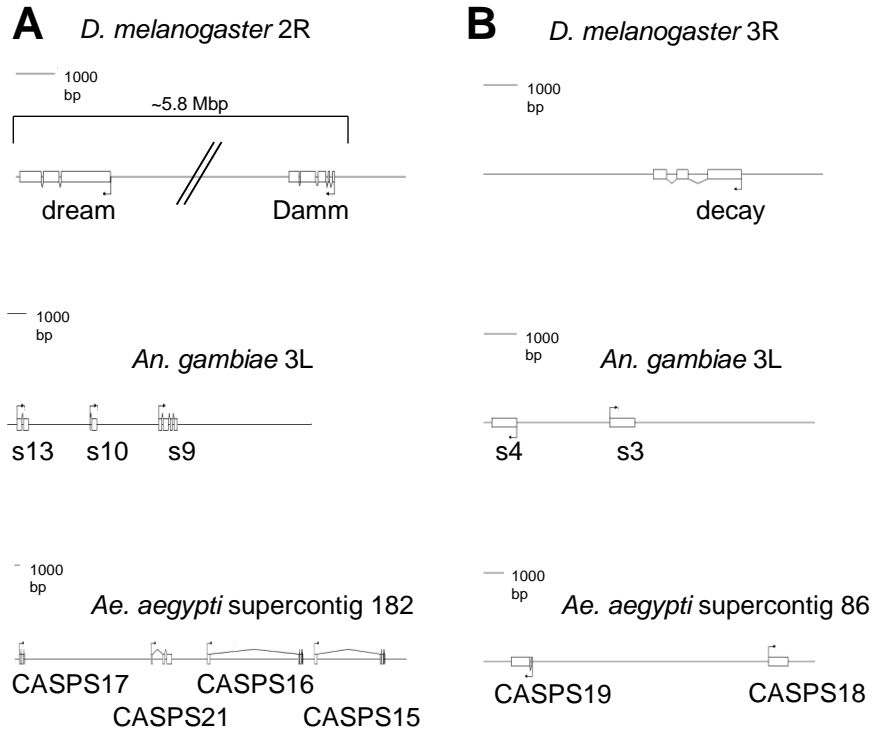 A
D. melanogaster 2R
1000
bp
~5.8 Mbp
dream
Damm
1000
bp
An. gambiae 3L
s13
s10
s9
1000
bp
Ae. aegypti supercontig 182
CASPS17
CASPS16
CASPS21
CASPS15
B
D. melanogaster 3R
1000
bp
decay
1000
bp
An. gambiae 3L
s4
s3
1000
bp
Ae. aegypti supercontig 86
CASPS19
CASPS18